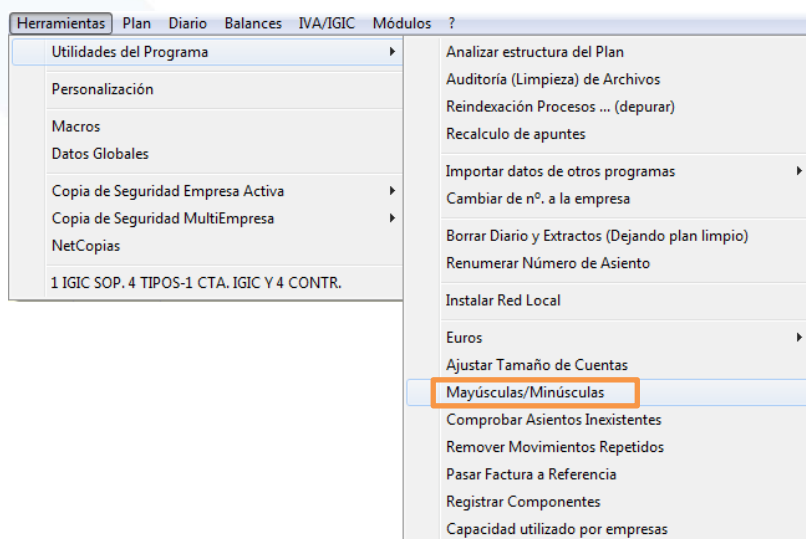 Herramientas Plan Diario Balances IVA/IGIC Módulos ?
Utilidades del Programa
Personalización
Macros
Datos Globales
Copia de Seguridad Empresa Activa
Copia de Seguridad MultiEmpresa
NetCopias
1 IGIC SOP. 4 TIPOS-1 CTA. IGIC Y 4 CONTR.
Analizar estructura del Plan
Auditoría (Limpieza) de Archivos
Reindexación Procesos ... (depurar)
Recalculo de apuntes
Importar datos de otros programas
Cambiar de nº. a la empresa
Borrar Diario y Extractos (Dejando plan limpio)
Renumerar Número de Asiento
Instalar Red Local
Euros
Ajustar Tamaño de Cuentas
Mayúsculas/Minúsculas
Comprobar Asientos Inexistentes
Remover Movimientos Repetidos
Pasar Factura a Referencia
Registrar Componentes
Capacidad utilizado por empresas